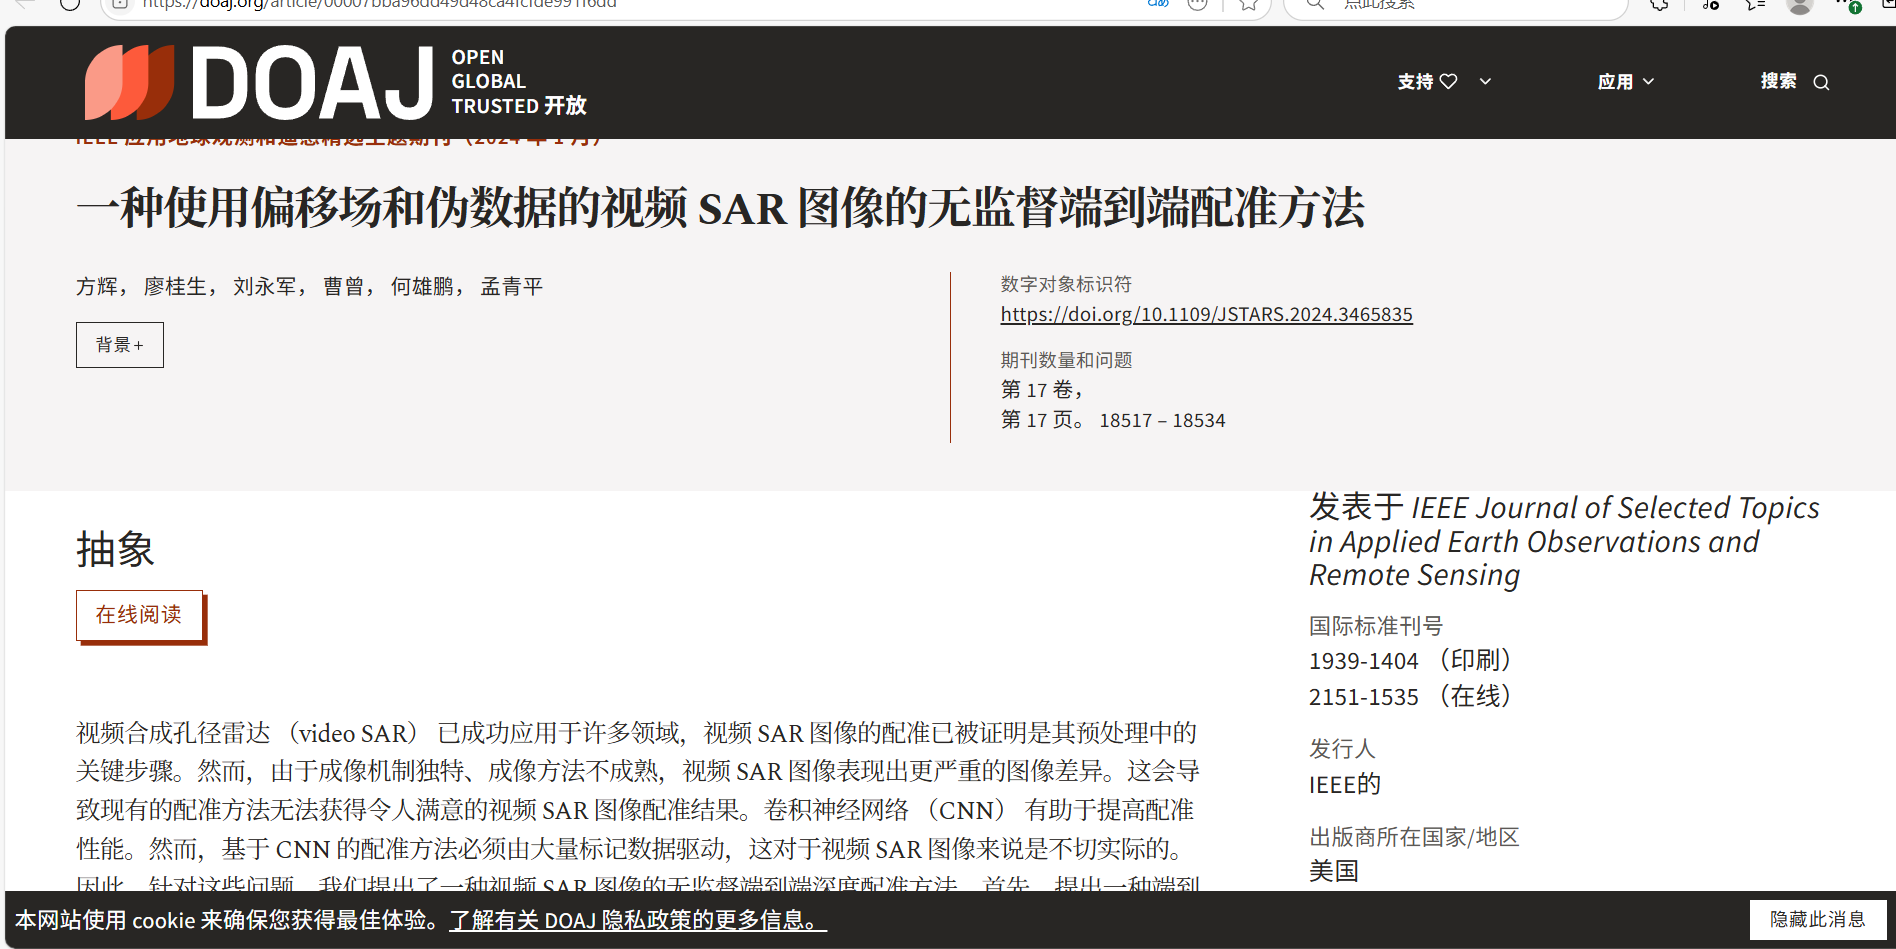 点此搜索
DOAJ
OPEN
GLOBAL
TRUSTED 开放
支持
应用
搜索
IEEE 应用地球观测和遥感精选主题期刊（2024 年 1 月）
一种使用偏移场和伪数据的视频 SAR 图像的无监督端到端配准方法
方辉， 廖桂生， 刘永军， 曹曾， 何雄鹏， 孟青平
背景+
数字对象标识符
https://doi.org/10.1109/JSTARS.2024.3465835
期刊数量和问题
第 17 卷，
第 17 页。 18517 – 18534
抽象
在线阅读
视频合成孔径雷达 （video SAR） 已成功应用于许多领域，视频 SAR 图像的配准已被证明是其预处理中的
关键步骤。然而，由于成像机制独特、成像方法不成熟，视频 SAR 图像表现出更严重的图像差异。这会导
致现有的配准方法无法获得令人满意的视频 SAR 图像配准结果。卷积神经网络 （CNN） 有助于提高配准
性能。然而，基于 CNN 的配准方法必须由大量标记数据驱动，这对于视频 SAR 图像来说是不切实际的。
因此，针对这些问题，我们提出了一种视频 SAR 图像的无监督端到端深度配准方法。首先，提出一种端到
发表于 IEEE Journal of Selected Topics
in Applied Earth Observations and
Remote Sensing
国际标准刊号
1939-1404 （印刷）
2151-1535 （在线）
发行人
IEEE的
出版商所在国家/地区
美国
本网站使用 cookie 来确保您获得最佳体验。了解有关 DOAJ 隐私政策的更多信息。
隐藏此消息